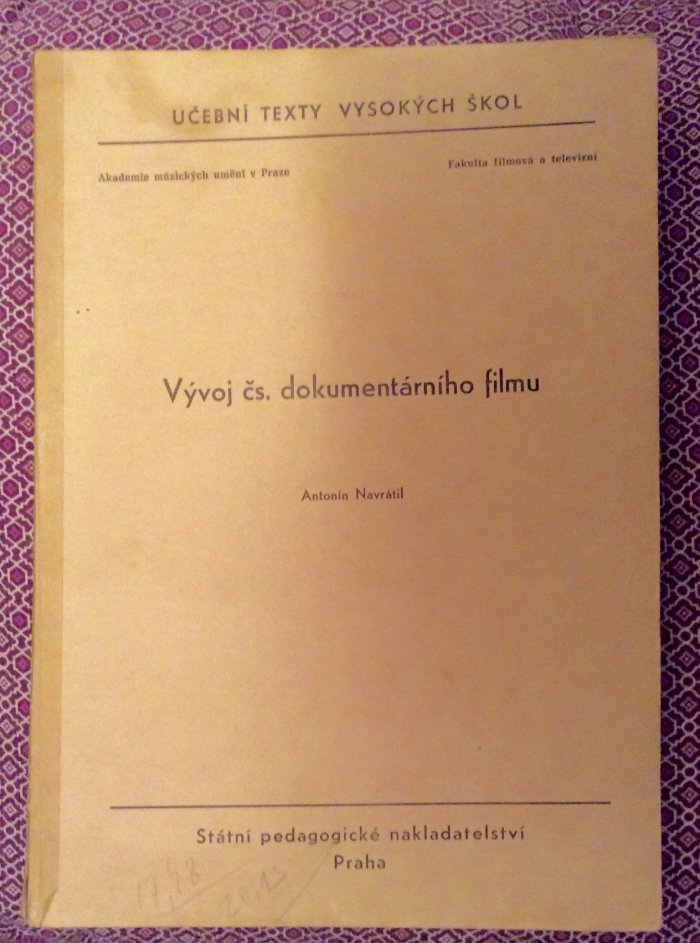 UČEBNÍ TEXTY VYSOKÝCH ŠKOL
Akademie múzických umění v Praze
Fakulta filmová a televizní
Vývoj čs. dokumentárního filmu
Antonín Navrátil
Státní pedagogické nakladatelství
Praha